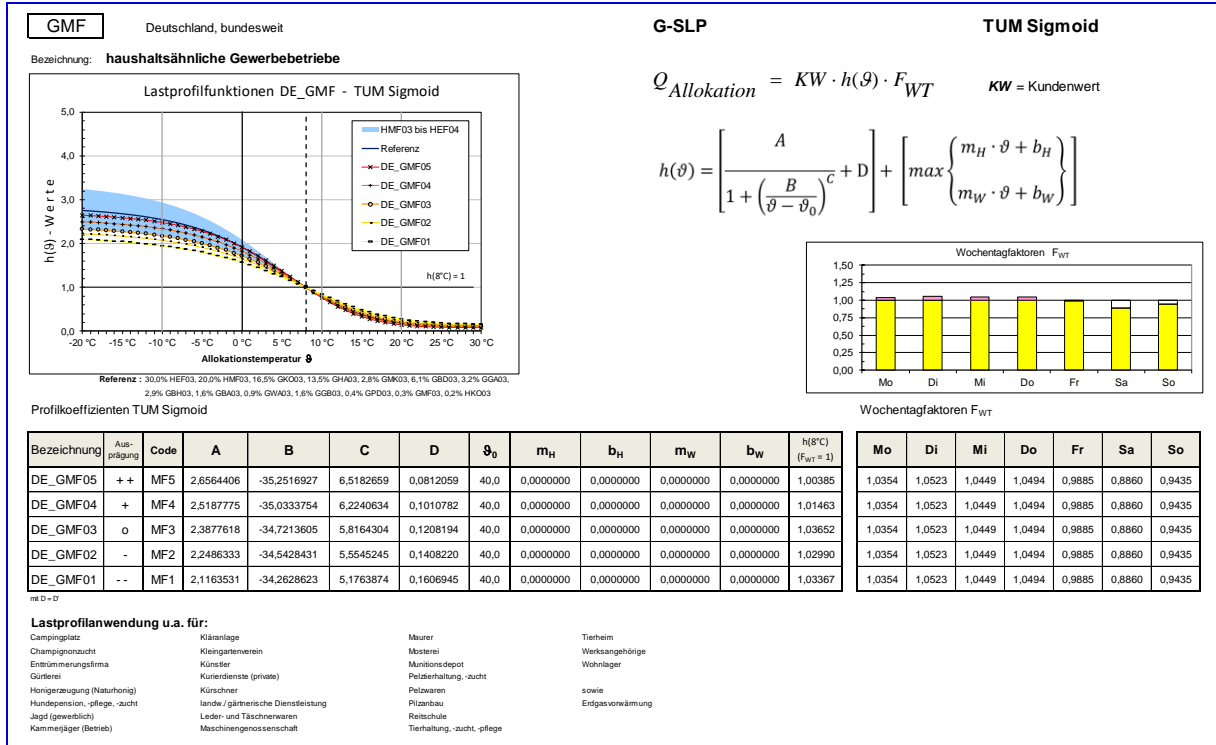 GMF Deutschland, bundesweit G-SLP TUM Sigmoid
Bezeichnung: haushaltsähnliche Gewerbebetriebe
Q_Allokation = KW · h(ϑ) · F_WT KW = Kundenwert
h(ϑ) = [ A / (1 + (B / (ϑ - ϑ₀))^C) + D ] + [ max { m_H · ϑ + b_H ; m_W · ϑ + b_W } ]
Lastprofilfunktionen DE_GMF - TUM Sigmoid
h(ϑ) - Werte
5,0
4,0
3,0
2,0
1,0
0,0
HMF03 bis HEF04
Referenz
DE_GMF05
DE_GMF04
DE_GMF03
DE_GMF02
DE_GMF01
h(8°C) = 1
-20 °C -15 °C -10 °C -5 °C 0 °C 5 °C 10 °C 15 °C 20 °C 25 °C 30 °C
Allokationstemperatur ϑ
Referenz : 30,0% HEF03, 20,0% HMF03, 16,5% GKO03, 13,5% GHA03, 2,8% GMK03, 6,1% GBD03, 3,2% GGA03,
2,9% GBH03, 1,6% GBA03, 0,9% GWA03, 1,6% GGB03, 0,4% GPD03, 0,3% GMF03, 0,2% HKO03
Wochentagfaktoren F_WT
1,50
1,25
1,00
0,75
0,50
0,25
0,00
Mo Di Mi Do Fr Sa So
Profilkoeffizienten TUM Sigmoid
Bezeichnung Aus-prägung Code A B C D ϑ₀ m_H b_H m_W b_W h(8°C) (F_WT = 1)
DE_GMF05 + + MF5 2,6564406 -35,2516927 6,5182659 0,0812059 40,0 0,0000000 0,0000000 0,0000000 0,0000000 1,00385
DE_GMF04 + MF4 2,5187775 -35,0333754 6,2240634 0,1010782 40,0 0,0000000 0,0000000 0,0000000 0,0000000 1,01463
DE_GMF03 o MF3 2,3877618 -34,7213605 5,8164304 0,1208194 40,0 0,0000000 0,0000000 0,0000000 0,0000000 1,03652
DE_GMF02 - MF2 2,2486333 -34,5428431 5,5545245 0,1408220 40,0 0,0000000 0,0000000 0,0000000 0,0000000 1,02990
DE_GMF01 - - MF1 2,1163531 -34,2628623 5,1763874 0,1606945 40,0 0,0000000 0,0000000 0,0000000 0,0000000 1,03367
mit D = D'
Wochentagfaktoren F_WT
Mo Di Mi Do Fr Sa So
1,0354 1,0523 1,0449 1,0494 0,9885 0,8860 0,9435
1,0354 1,0523 1,0449 1,0494 0,9885 0,8860 0,9435
1,0354 1,0523 1,0449 1,0494 0,9885 0,8860 0,9435
1,0354 1,0523 1,0449 1,0494 0,9885 0,8860 0,9435
1,0354 1,0523 1,0449 1,0494 0,9885 0,8860 0,9435
Lastprofilanwendung u.a. für:
Campingplatz
Champignonzucht
Enttrümmerungsfirma
Gürtlerei
Honigerzeugung (Naturhonig)
Hundepension, -pflege, -zucht
Jagd (gewerblich)
Kammerjäger (Betrieb)
Kläranlage
Kleingartenverein
Künstler
Kurierdienste (private)
Kürschner
landw./ gärtnerische Dienstleistung
Leder- und Täschnerwaren
Maschinengenossenschaft
Maurer
Mosterei
Munitionsdepot
Pelztierhaltung, -zucht
Pelzwaren
Pilzanbau
Reitschule
Tierhaltung, -zucht, -pflege
Tierheim
Werksangehörige
Wohnlager
sowie
Erdgasvorwärmung